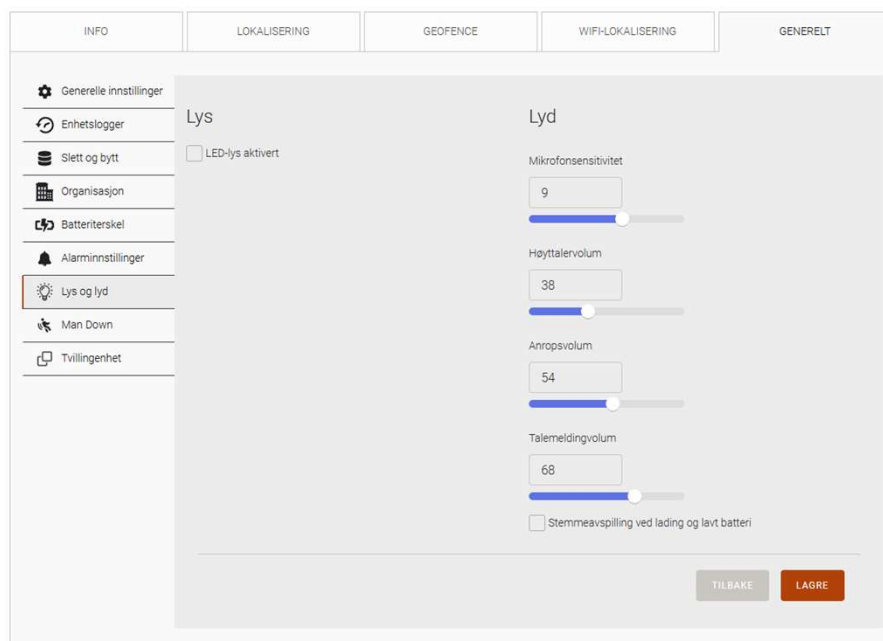 INFO
LOKALISERING
GEOFENCE
WIFI-LOKALISERING
GENERELT
Generelle innstillinger
Enhetslogger
Slett og bytt
Organisasjon
Batteriterskel
Alarminnstillinger
Lys og lyd
Man Down
Tvillingenhet
Lys
LED-lys aktivert
Lyd
Mikrofonsensitivitet
9
Høyttalervolum
38
Anropsvolum
54
Talemeldingvolum
68
Stemmeavspilling ved lading og lavt batteri
TILBAKE
LAGRE